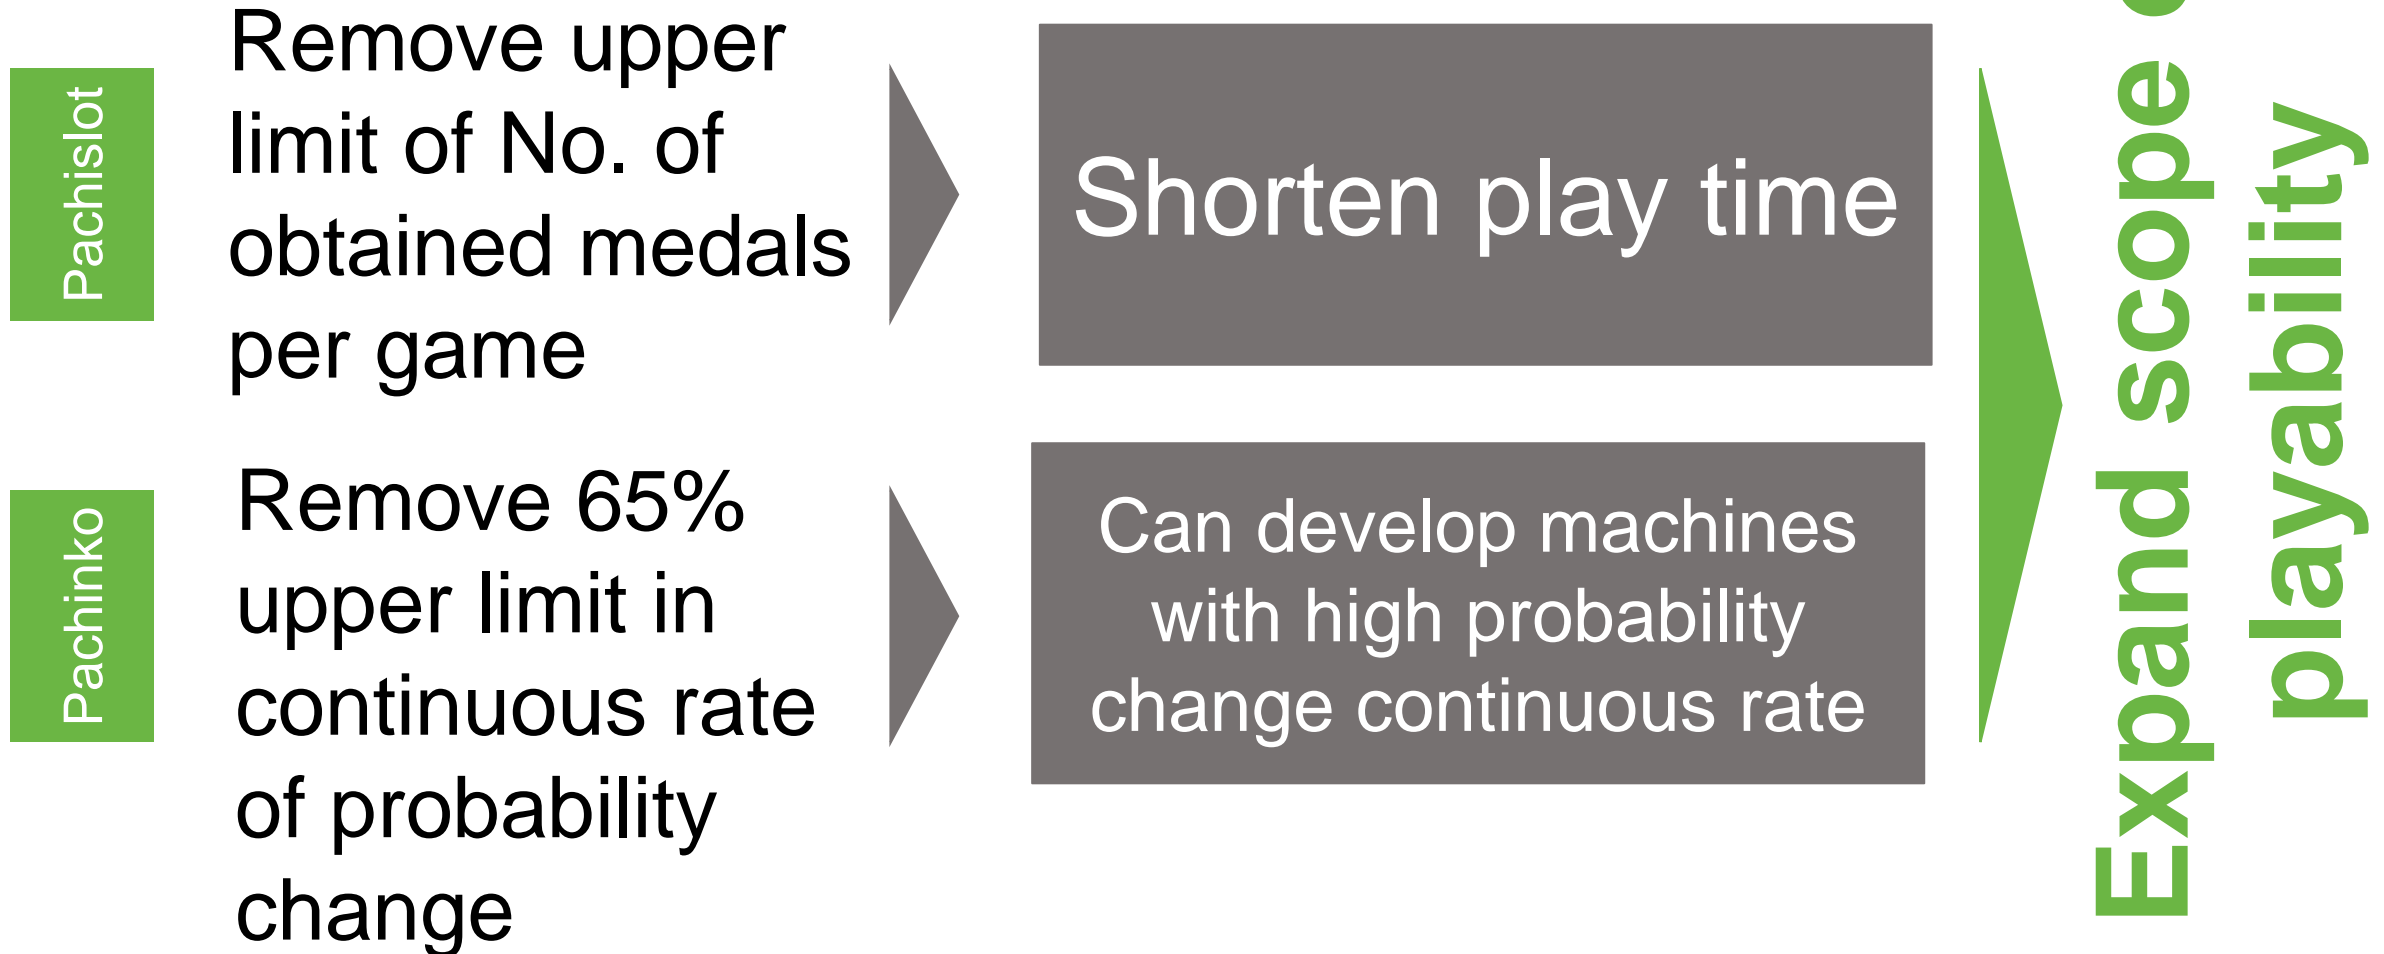 Pachislot
Remove upper
limit of No. of
obtained medals
per game
Shorten play time
Pachinko
Remove 65%
upper limit in
continuous rate
of probability
change
Can develop machines
with high probability
change continuous rate
Expand scope
playability